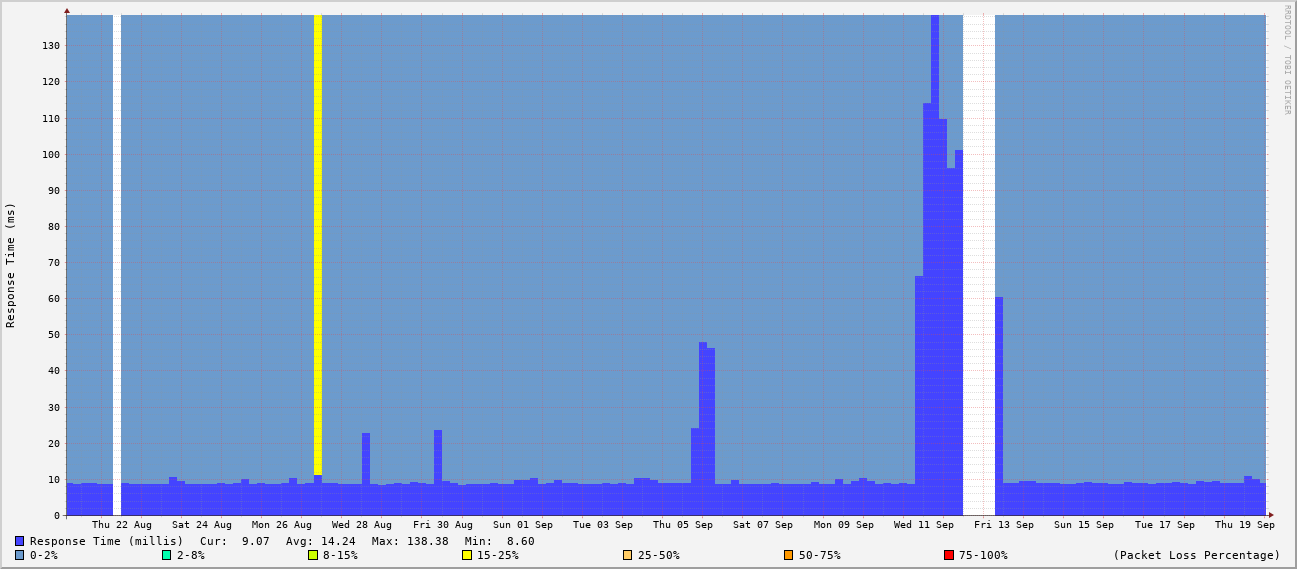 RRDTOOL / TOBI OETIKER
Response Time (ms)
130
120
110
100
90
80
70
60
50
40
30
20
10
0
Thu 22 Aug Sat 24 Aug Mon 26 Aug Wed 28 Aug Fri 30 Aug Sun 01 Sep Tue 03 Sep Thu 05 Sep Sat 07 Sep Mon 09 Sep Wed 11 Sep Fri 13 Sep Sun 15 Sep Tue 17 Sep Thu 19 Sep
Response Time (millis) Cur: 9.07 Avg: 14.24 Max: 138.38 Min: 8.60
0-2% 2-8% 8-15% 15-25% 25-50% 50-75% 75-100% (Packet Loss Percentage)